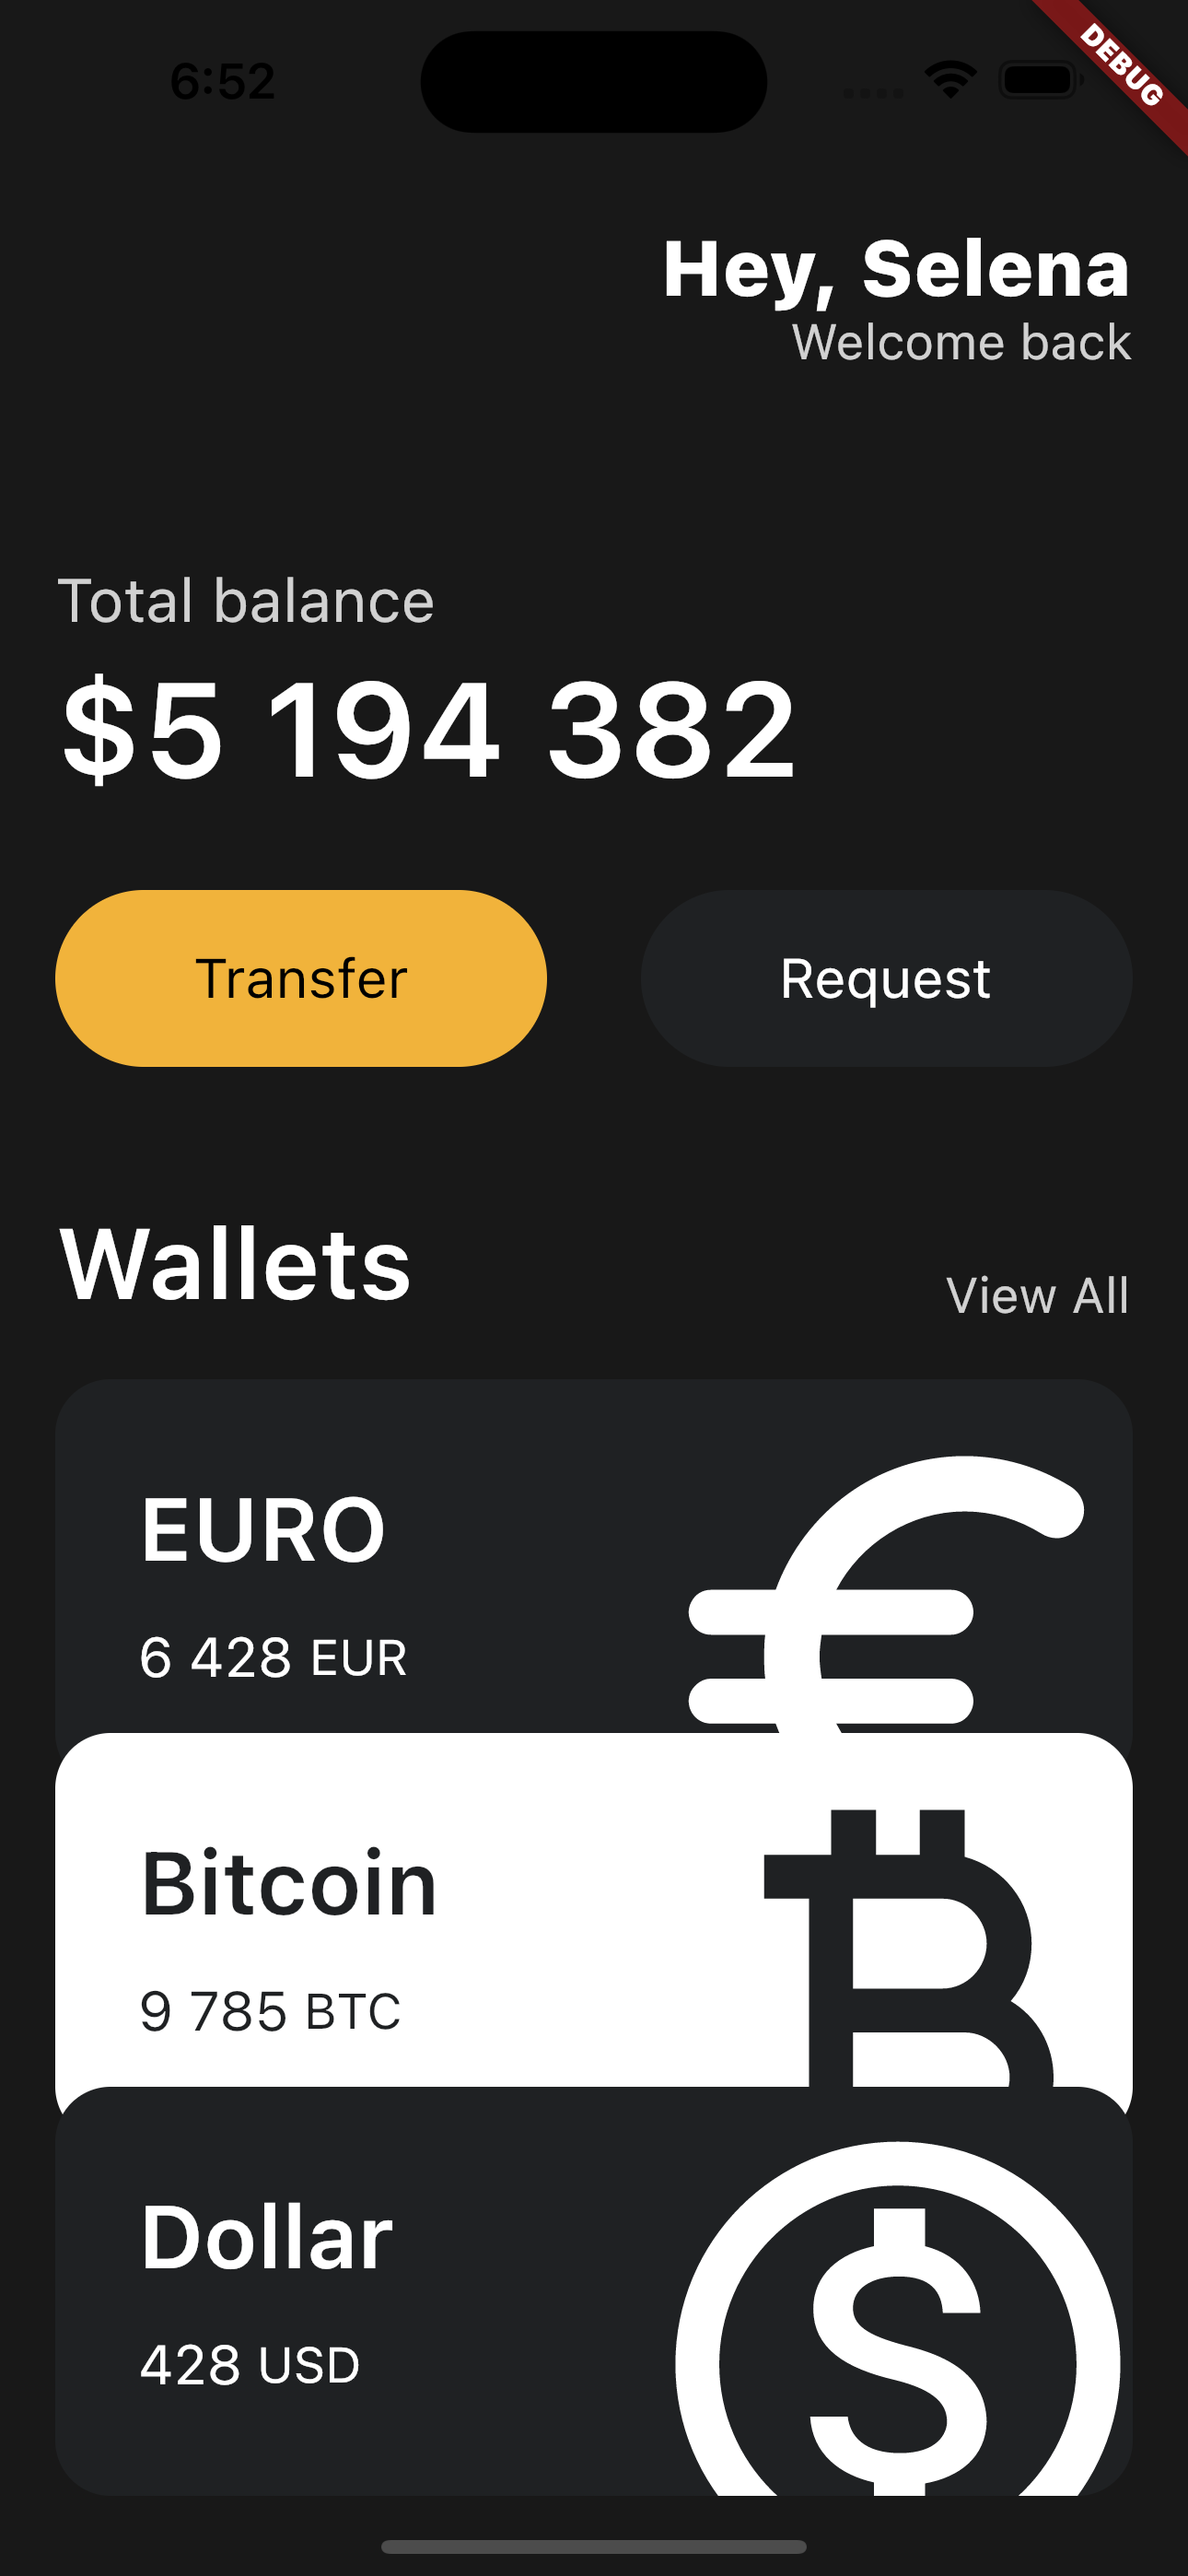 6:52
DEBUG
Hey, Selena
Welcome back
Total balance
$5 194 382
Transfer
Request
Wallets
View All
EURO
6 428 EUR
€
Bitcoin
9 785 BTC
₿
Dollar
428 USD
$